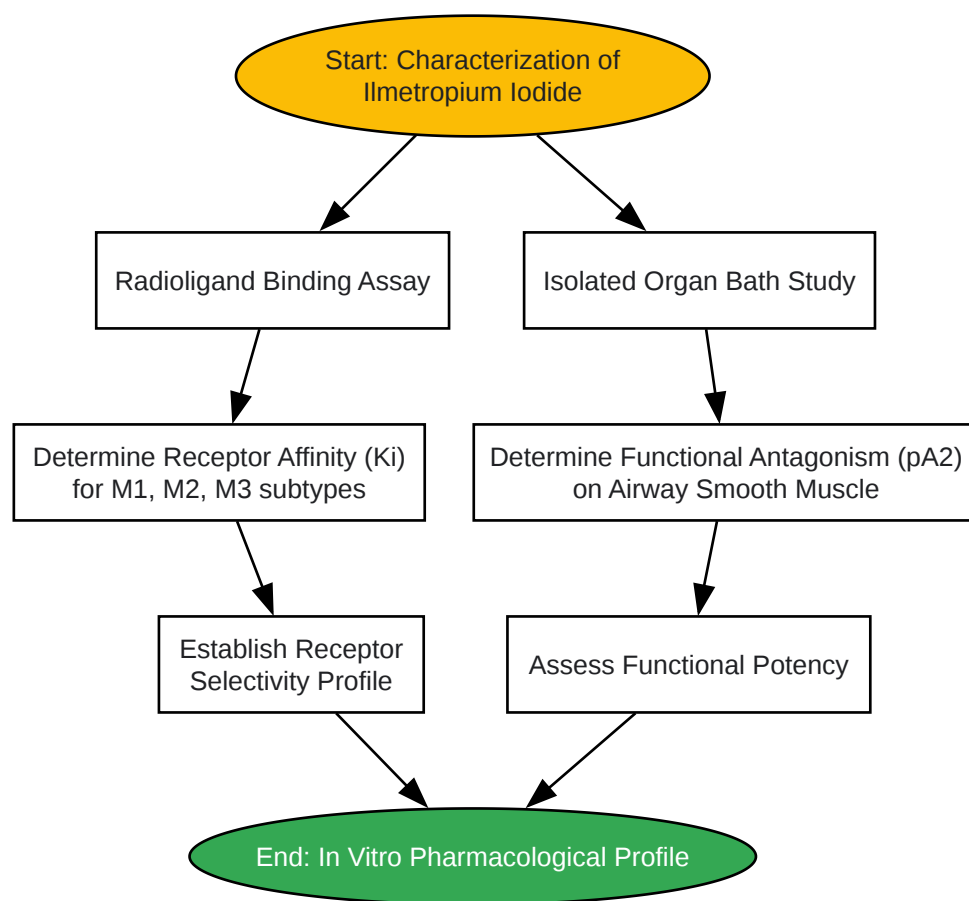 Start: Characterization of
Ilmetropium Iodide
Radioligand Binding Assay
Isolated Organ Bath Study
Determine Receptor Affinity (Ki)
for M1, M2, M3 subtypes
Determine Functional Antagonism (pA2)
on Airway Smooth Muscle
Establish Receptor
Selectivity Profile
Assess Functional Potency
End: In Vitro Pharmacological Profile